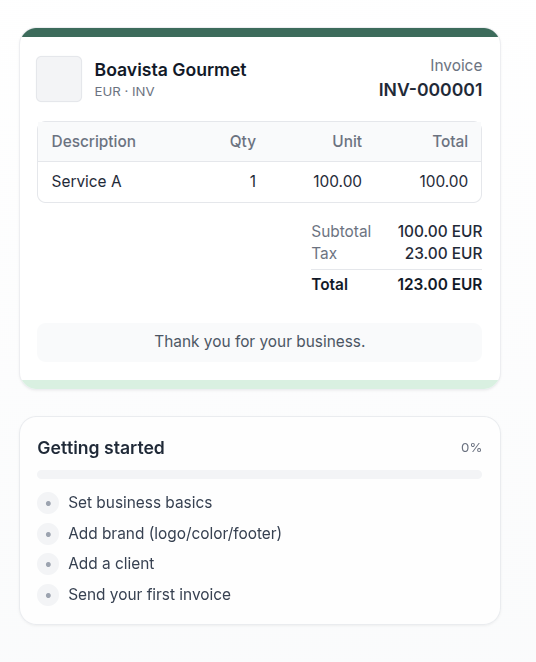 Boavista Gourmet
EUR · INV
Invoice
INV-000001
Description Qty Unit Total
Service A 1 100.00 100.00
Subtotal 100.00 EUR
Tax 23.00 EUR
Total 123.00 EUR
Thank you for your business.
Getting started 0%
Set business basics
Add brand (logo/color/footer)
Add a client
Send your first invoice